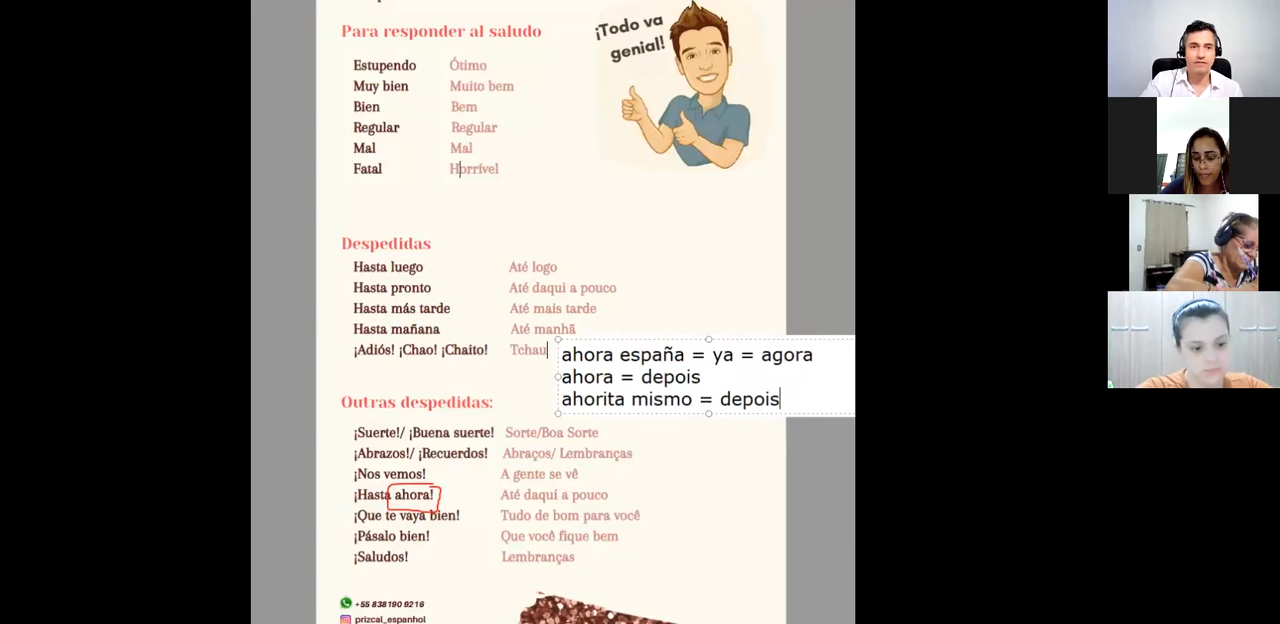 Para responder al saludo
¡Todo va
genial!
Estupendo Ótimo
Muy bien Muito bem
Bien Bem
Regular Regular
Mal Mal
Fatal Horrível
Despedidas
Hasta luego Até logo
Hasta pronto Até daqui a pouco
Hasta más tarde Até mais tarde
Hasta mañana Até manhã
¡Adiós! ¡Chao! ¡Chaito! Tchau
ahora españa = ya = agora
ahora = depois
ahorita mismo = depois
Outras despedidas:
¡Suerte!/ ¡Buena suerte! Sorte/Boa Sorte
¡Abrazos!/ ¡Recuerdos! Abraços/ Lembranças
¡Nos vemos! A gente se vê
¡Hasta ahora! Até daqui a pouco
¡Que te vaya bien! Tudo de bom para você
¡Pásalo bien! Que você fique bem
¡Saludos! Lembranças
+55 838190 9216
prizcal_espanhol